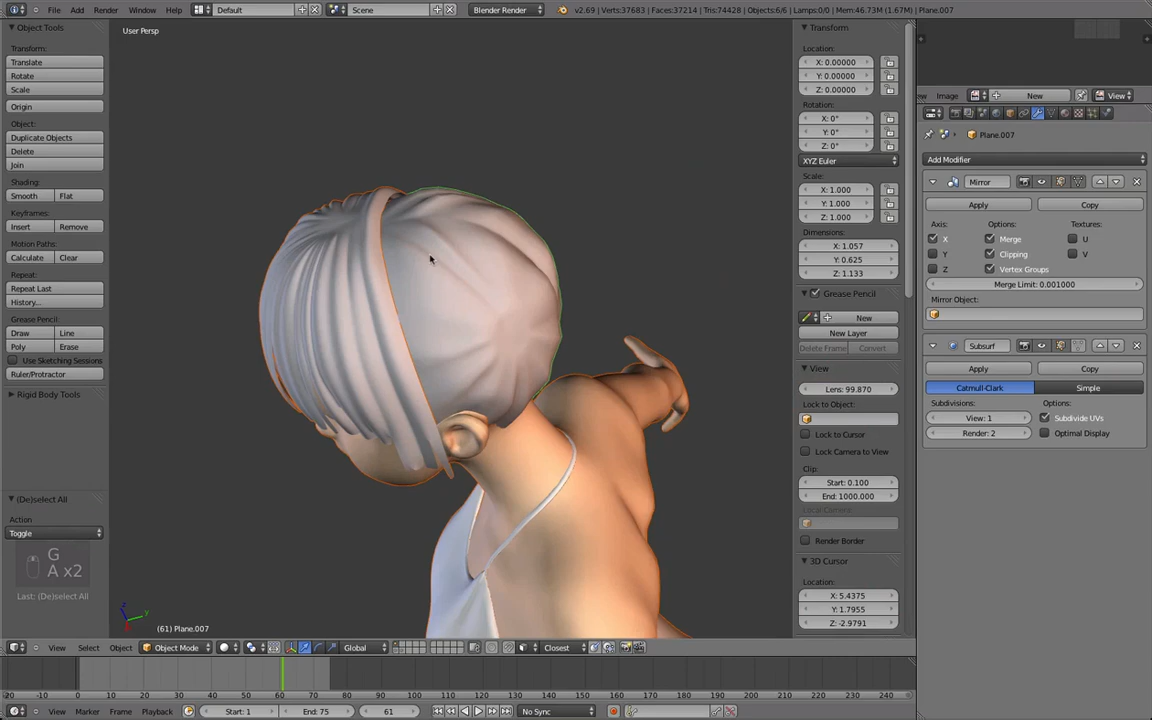 File Add Render Window Help Default Scene Blender Render v2.69 | Verts:37683 | Faces:37214 | Tris:74428 | Objects:6/6 | Lamps:0/0 | Mem:46.73M (1.67M) | Plane.007
Object Tools
Transform:
Translate
Rotate
Scale
Origin
Object:
Duplicate Objects
Delete
Join
Shading:
Smooth Flat
Keyframes:
Insert Remove
Motion Paths:
Calculate Clear
Repeat:
Repeat Last
History...
Grease Pencil:
Draw Line
Poly Erase
Use Sketching Sessions
Ruler/Protractor
Rigid Body Tools
(De)select All
Action
Toggle
G
A x2
Last: (De)select All
User Persp
(61) Plane.007
Transform
Location:
X: 0.00000
Y: 0.00000
Z: 0.00000
Rotation:
X: 0°
Y: 0°
Z: 0°
XYZ Euler
Scale:
X: 1.000
Y: 1.000
Z: 1.000
Dimensions:
X: 1.057
Y: 0.625
Z: 1.133
Grease Pencil
New
New Layer
Delete Frame Convert
View
Lens: 99.870
Lock to Object:
Lock to Cursor
Lock Camera to View
Clip:
Start: 0.100
End: 1000.000
Local Camera:
Render Border
3D Cursor
Location:
X: 5.4375
Y: 1.7955
Z: -2.9791
ew Image New View
Plane.007
Add Modifier
Mirror
Apply Copy
Axis: Options: Textures:
X Merge U
Y Clipping V
Z Vertex Groups
Merge Limit: 0.001000
Mirror Object:
Subsurf
Apply Copy
Catmull-Clark Simple
Subdivisions: Options:
View: 1 Subdivide UVs
Render: 2 Optimal Display
View Select Object Object Mode Global Closest
-20 -10 0 10 20 30 40 50 60 70 80 90 100 110 120 130 140 150 160 170 180 190 200 210 220 230 240
View Marker Frame Playback Start: 1 End: 75 61 No Sync